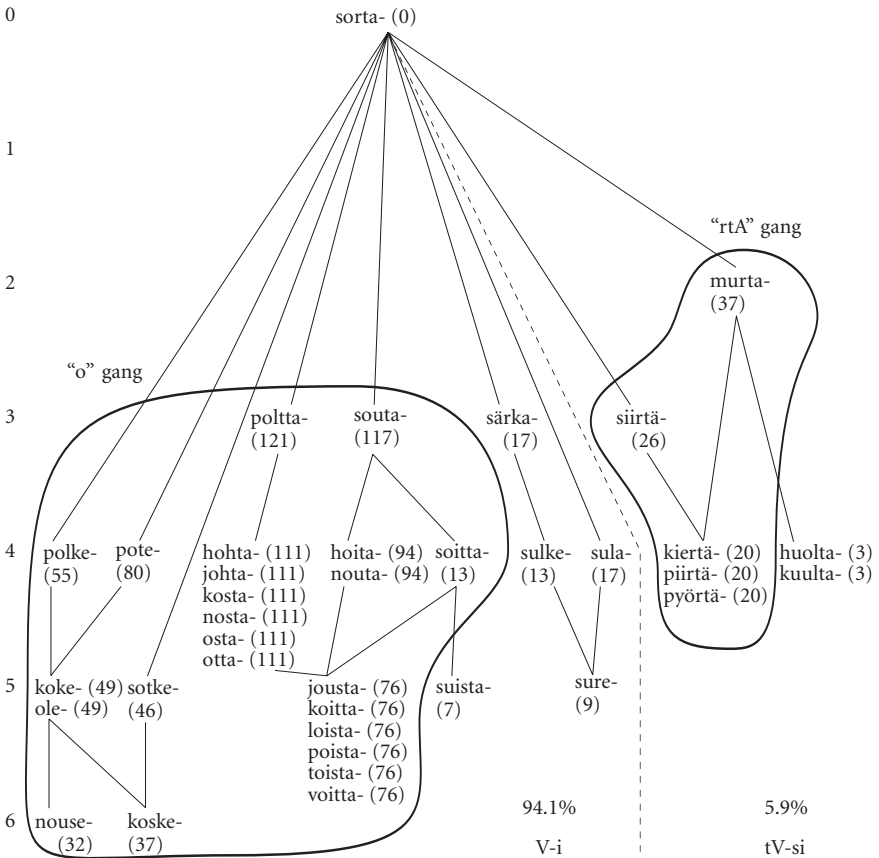 0
sorta- (0)
1
“rtA” gang
2
murta-
(37)
“o” gang
3
poltta-
(121)
souta-
(117)
särka-
(17)
siirtä-
(26)
4
polke-
(55)
pote-
(80)
hohta- (111)
johta- (111)
kosta- (111)
nosta- (111)
osta- (111)
otta- (111)
hoita- (94)
nouta- (94)
soitta-
(13)
sulke-
(13)
sula-
(17)
kiertä- (20)
piirtä- (20)
pyörtä- (20)
huolta- (3)
kuulta- (3)
5
koke- (49)
ole- (49)
sotke-
(46)
jousta- (76)
koitta- (76)
loista- (76)
poista- (76)
toista- (76)
voitta- (76)
suista-
(7)
sure-
(9)
6
nouse-
(32)
koske-
(37)
94.1%
V-i
5.9%
tV-si